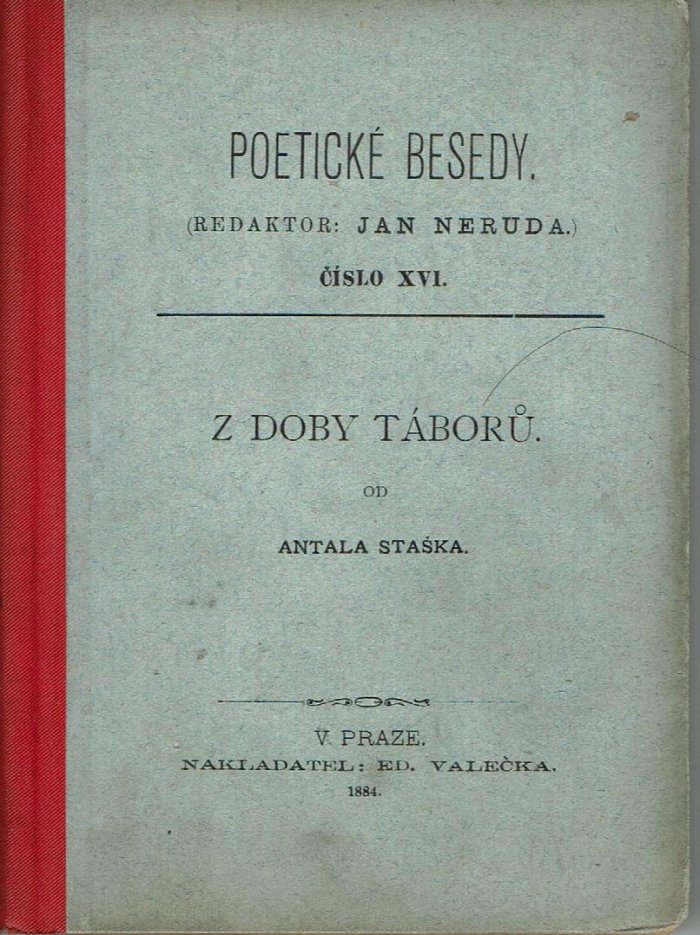 POETICKÉ BESEDY.
(REDAKTOR: JAN NERUDA.)
ČÍSLO XVI.
Z DOBY TÁBORŮ.
OD
ANTALA STAŠKA.
V PRAZE.
NAKLADATEL: ED. VALEČKA.
1884.